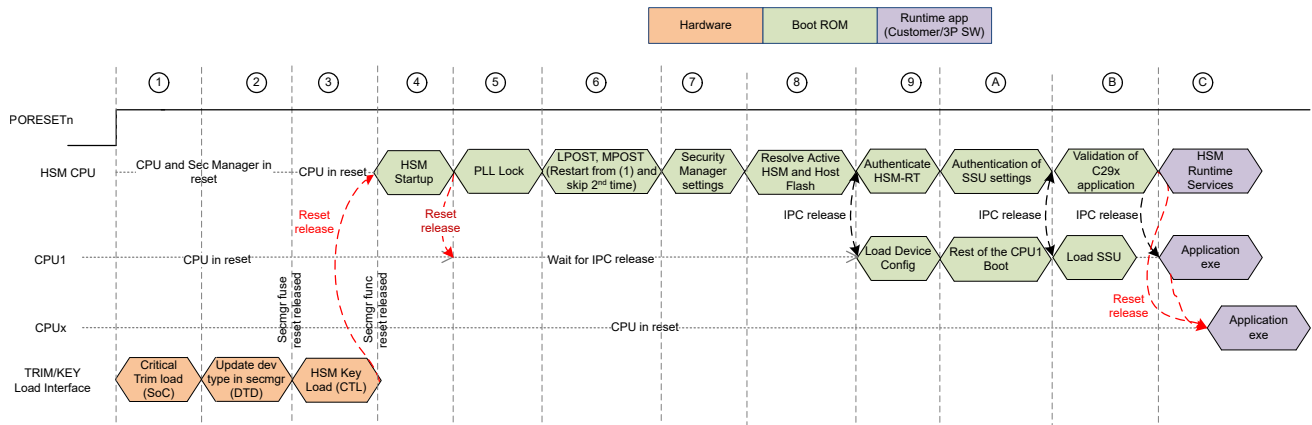 Hardware
Boot ROM
Runtime app
(Customer/3P SW)
1
2
3
4
5
6
7
8
9
A
B
C
PORESETn
HSM CPU
CPU and Sec Manager in
reset
CPU in reset
HSM
Startup
PLL Lock
LPOST, MPOST
(Restart from (1) and
skip 2nd time)
Security
Manager
settings
Resolve Active
HSM and Host
Flash
Authenticate
HSM-RT
Authentication of
SSU settings
Validation of
C29x
application
HSM
Runtime
Services
Reset
release
Reset
release
IPC release
IPC release
IPC release
CPU1
CPU in reset
Wait for IPC release
Load Device
Config
Rest of the CPU1
Boot
Load SSU
Application
exe
Secmgr fuse
reset released
Secmgr func
reset released
Reset
release
CPUx
CPU in reset
Application
exe
TRIM/KEY
Load Interface
Critical
Trim load
(SoC)
Update dev
type in secmgr
(DTD)
HSM Key
Load (CTL)